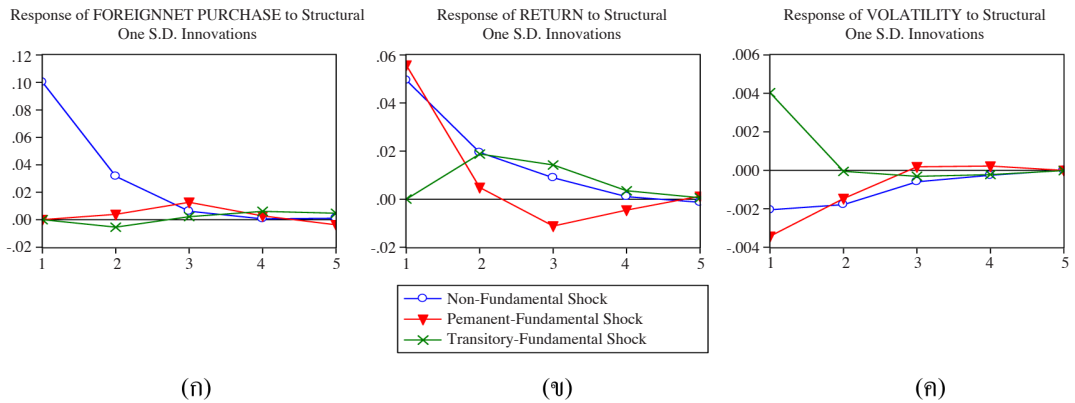 Response of FOREIGNNET PURCHASE to Structural
One S.D. Innovations
.12
.10
.08
.06
.04
.02
.00
-.02
1 2 3 4 5
Response of RETURN to Structural
One S.D. Innovations
.06
.04
.02
.00
-.02
1 2 3 4 5
Response of VOLATILITY to Structural
One S.D. Innovations
.006
.004
0.002
0.000
-0.002
-.004
1 2 3 4 5
Non-Fundamental Shock
Pemanent-Fundamental Shock
Transitory-Fundamental Shock
(ก)
(ข)
(ค)